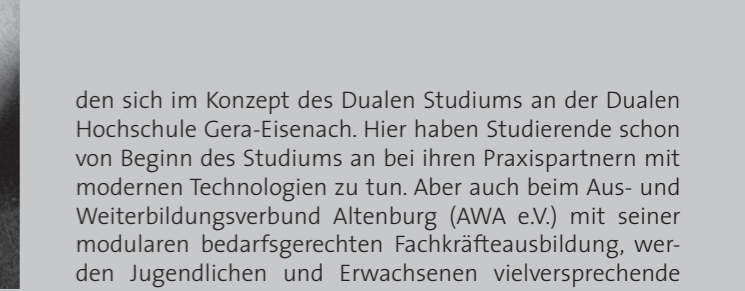 den sich im Konzept des Dualen Studiums an der Dualen
Hochschule Gera-Eisenach. Hier haben Studierende schon
von Beginn des Studiums an bei ihren Praxispartnern mit
modernen Technologien zu tun. Aber auch beim Aus- und
Weiterbildungsverbund Altenburg (AWA e.V.) mit seiner
modularen bedarfsgerechten Fachkräfteausbildung, wer-
den Jugendlichen und Erwachsenen vielversprechende